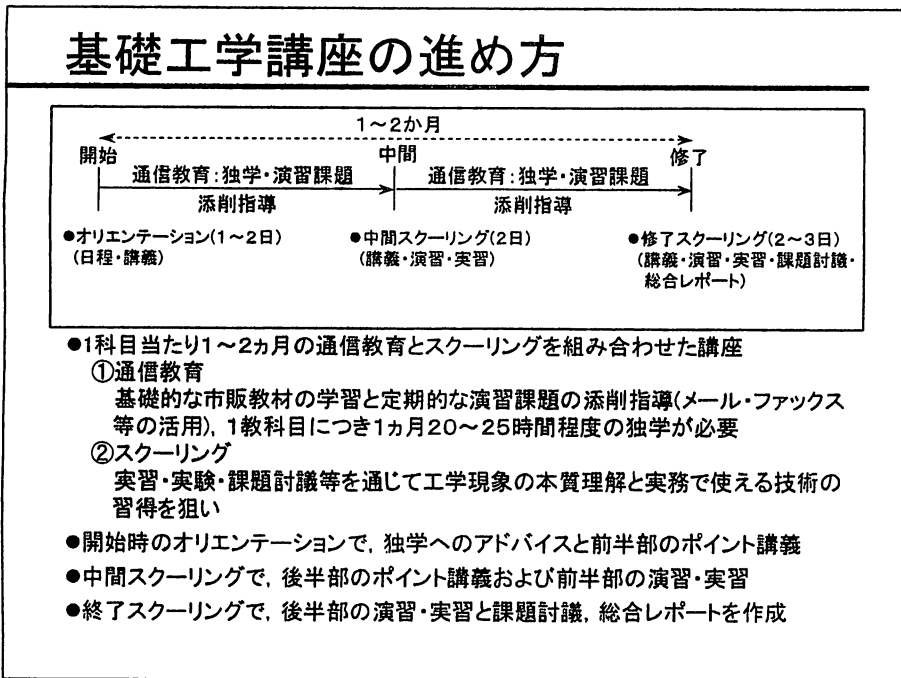 基礎工学講座の進め方
1～2か月
開始 中間 修了
通信教育:独学・演習課題 通信教育:独学・演習課題
添削指導 添削指導
●オリエンテーション(1～2日) ●中間スクーリング(2日) ●修了スクーリング(2～3日)
(日程・講義) (講義・演習・実習) (講義・演習・実習・課題討議・
総合レポート)
●1科目当たり1～2ヵ月の通信教育とスクーリングを組み合わせた講座
①通信教育
基礎的な市販教材の学習と定期的な演習課題の添削指導(メール・ファックス
等の活用), 1教科目につき1ヵ月20～25時間程度の独学が必要
②スクーリング
実習・実験・課題討議等を通じて工学現象の本質理解と実務で使える技術の
習得を狙い
●開始時のオリエンテーションで, 独学へのアドバイスと前半部のポイント講義
●中間スクーリングで, 後半部のポイント講義および前半部の演習・実習
●終了スクーリングで, 後半部の演習・実習と課題討議, 総合レポートを作成